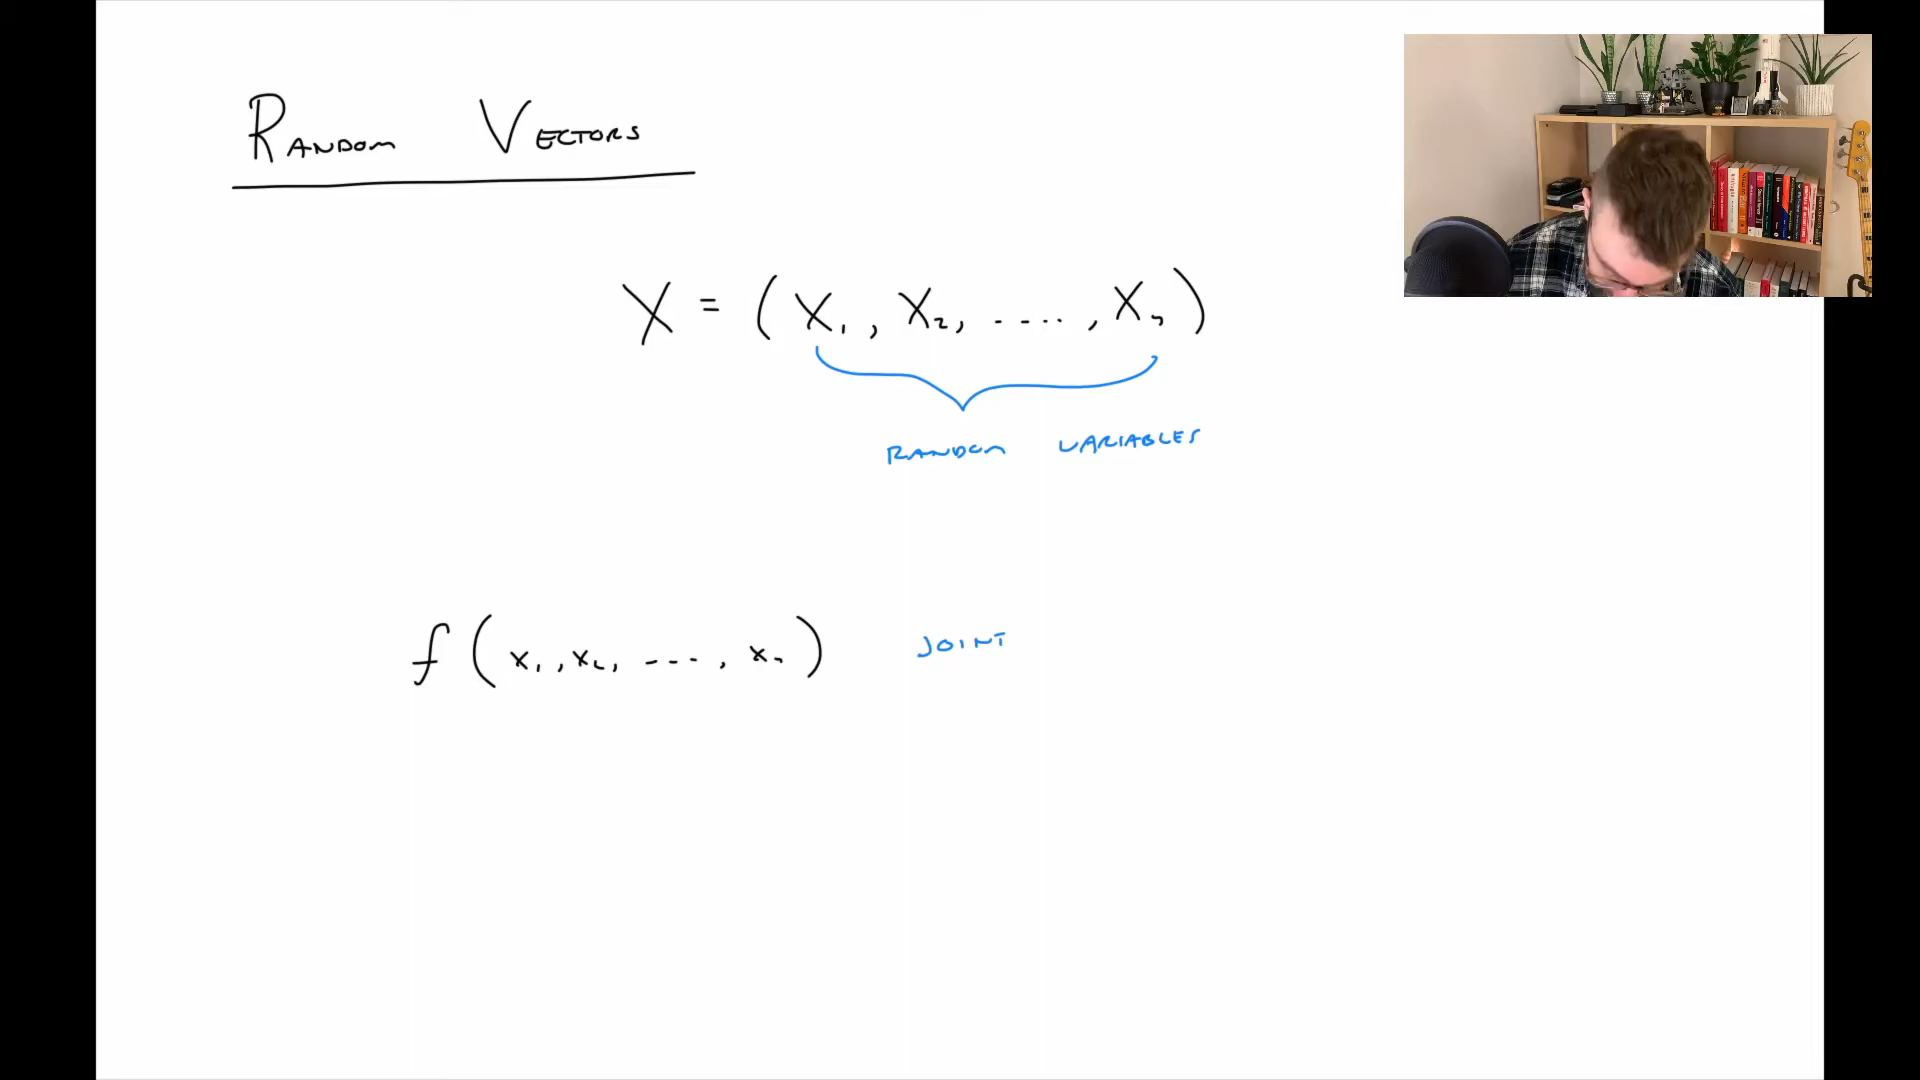 RANDOM VECTORS
X = (X₁, X₂, ...., Xₙ)
RANDOM VARIABLES
f(x₁, x₂, ---, xₙ) JOINT